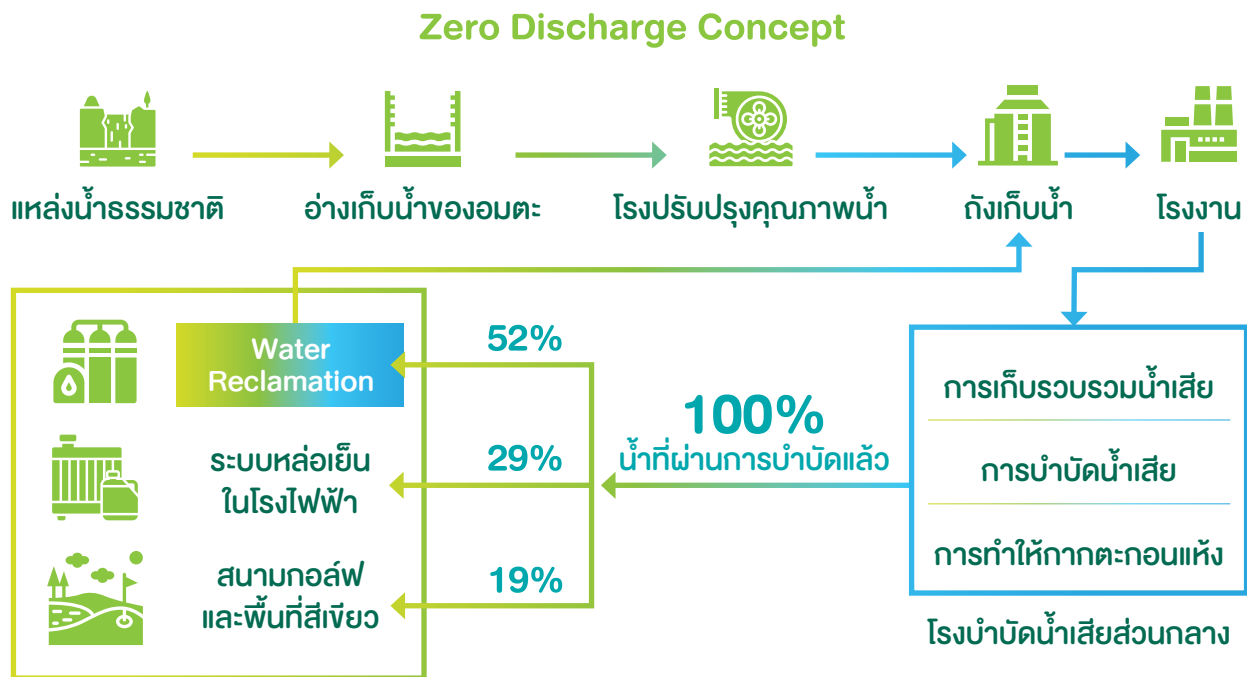 Zero Discharge Concept
แหล่งน้ำธรรมชาติ
อ่างเก็บน้ำของอมตะ
โรงปรับปรุงคุณภาพน้ำ
ถังเก็บน้ำ
โรงงาน
Water
Reclamation
ระบบหล่อเย็น
ในโรงไฟฟ้า
สนามกอล์ฟ
และพื้นที่สีเขียว
52%
29%
19%
100%
น้ำที่ผ่านการบำบัดแล้ว
การเก็บรวบรวมน้ำเสีย
การบำบัดน้ำเสีย
การทำให้กากตะกอนแห้ง
โรงบำบัดน้ำเสียส่วนกลาง